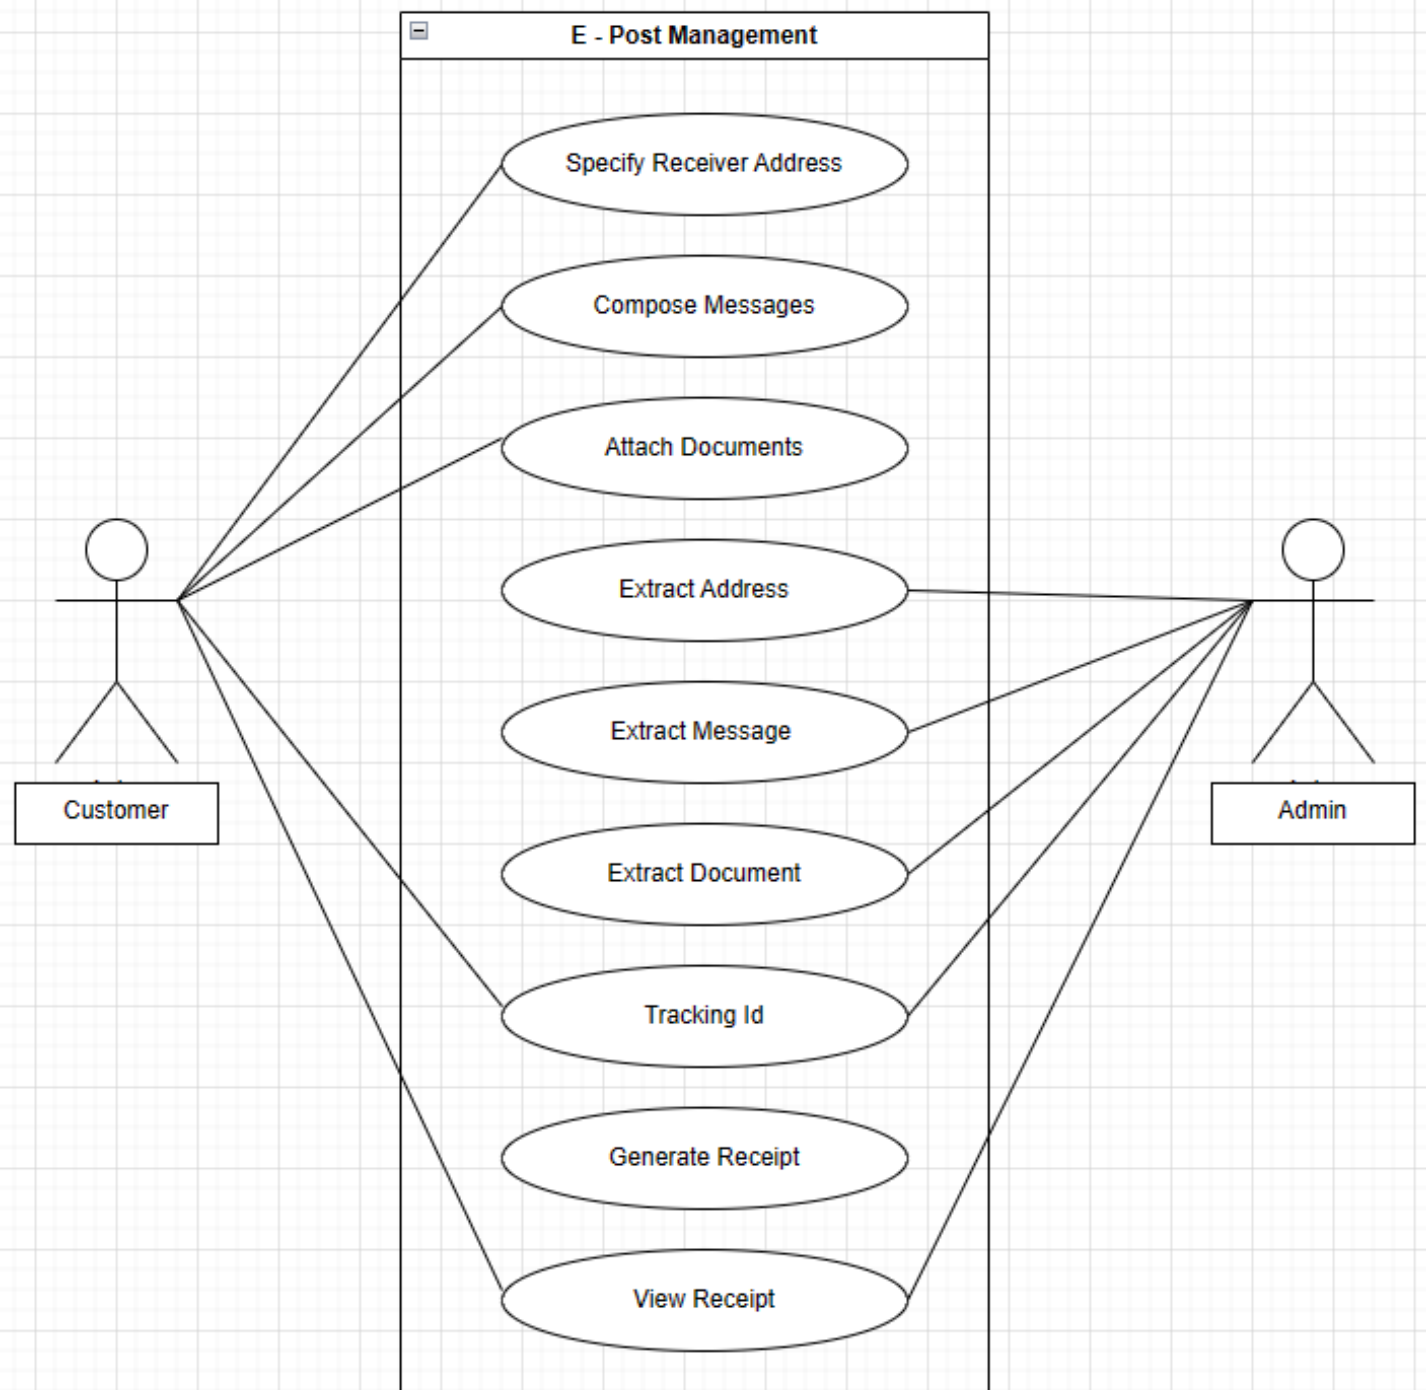 E - Post Management
Specify Receiver Address
Compose Messages
Attach Documents
Extract Address
Extract Message
Extract Document
Tracking Id
Generate Receipt
View Receipt
Customer
Admin